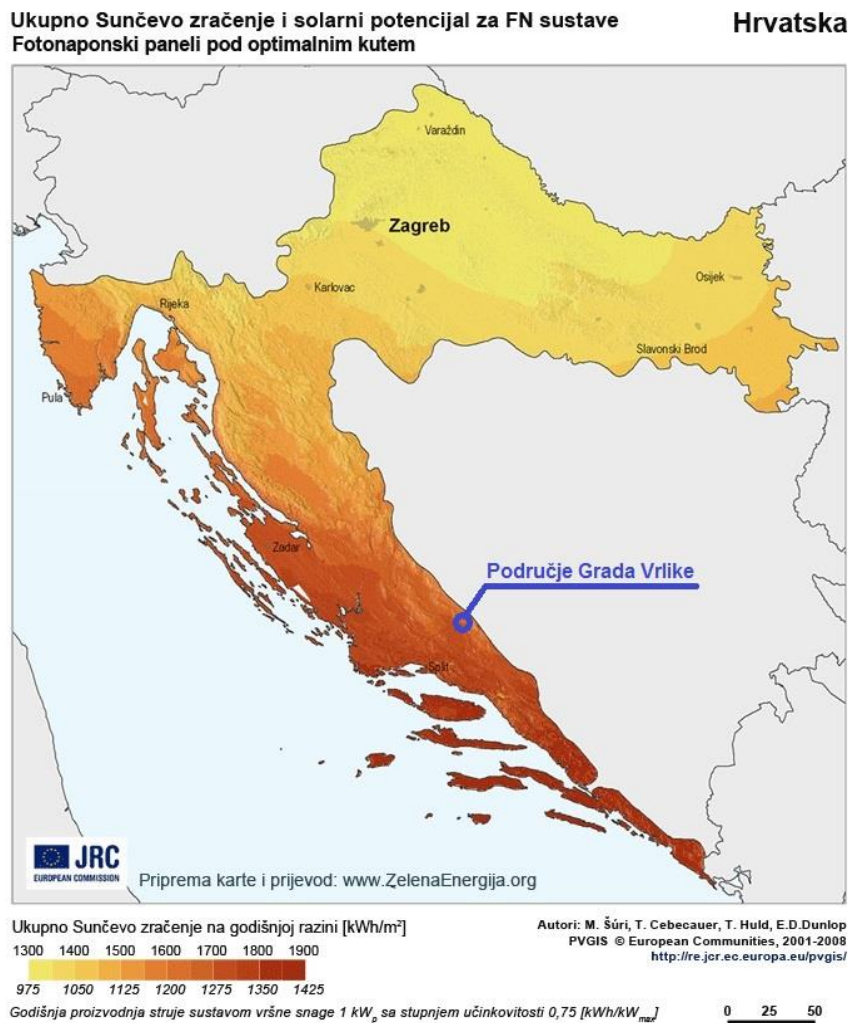 Ukupno Sunčevo zračenje i solarni potencijal za FN sustave
Fotonaponski paneli pod optimalnim kutem
Hrvatska
Varaždin
Zagreb
Osijek
Karlovac
Rijeka
Slavonski Brod
Pula
Zadar
Područje Grada Vrlike
Split
JRC
EUROPEAN COMMISSION
Priprema karte i prijevod: www.ZelenaEnergija.org
Ukupno Sunčevo zračenje na godišnjoj razini [kWh/m²]
1300 1400 1500 1600 1700 1800 1900
975 1050 1125 1200 1275 1350 1425
Godišnja proizvodnja struje sustavom vršne snage 1 kWp sa stupnjem učinkovitosti 0,75 [kWh/kWmax]
Autori: M. Šúri, T. Cebecauer, T. Huld, E.D.Dunlop
PVGIS © European Communities, 2001-2008
http://re.jcr.ec.europa.eu/pvgis/
0 25 50